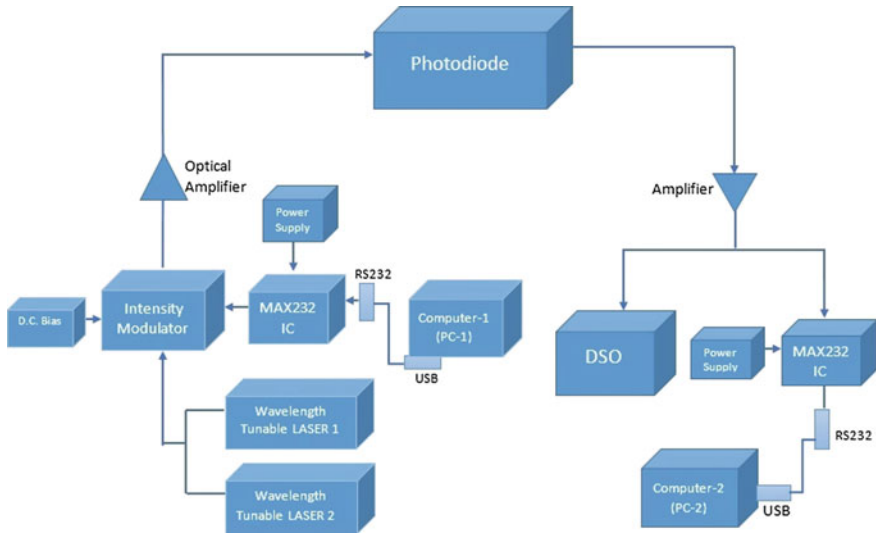 Photodiode
Optical
Amplifier
Amplifier
Power
Supply
RS232
D.C. Bias
Intensity
Modulator
MAX232
IC
Computer-1
(PC-1)
USB
DSO
Power
Supply
MAX232
IC
Wavelength
Tunable LASER 1
RS232
Wavelength
Tunable LASER 2
Computer-2
(PC-2)
USB